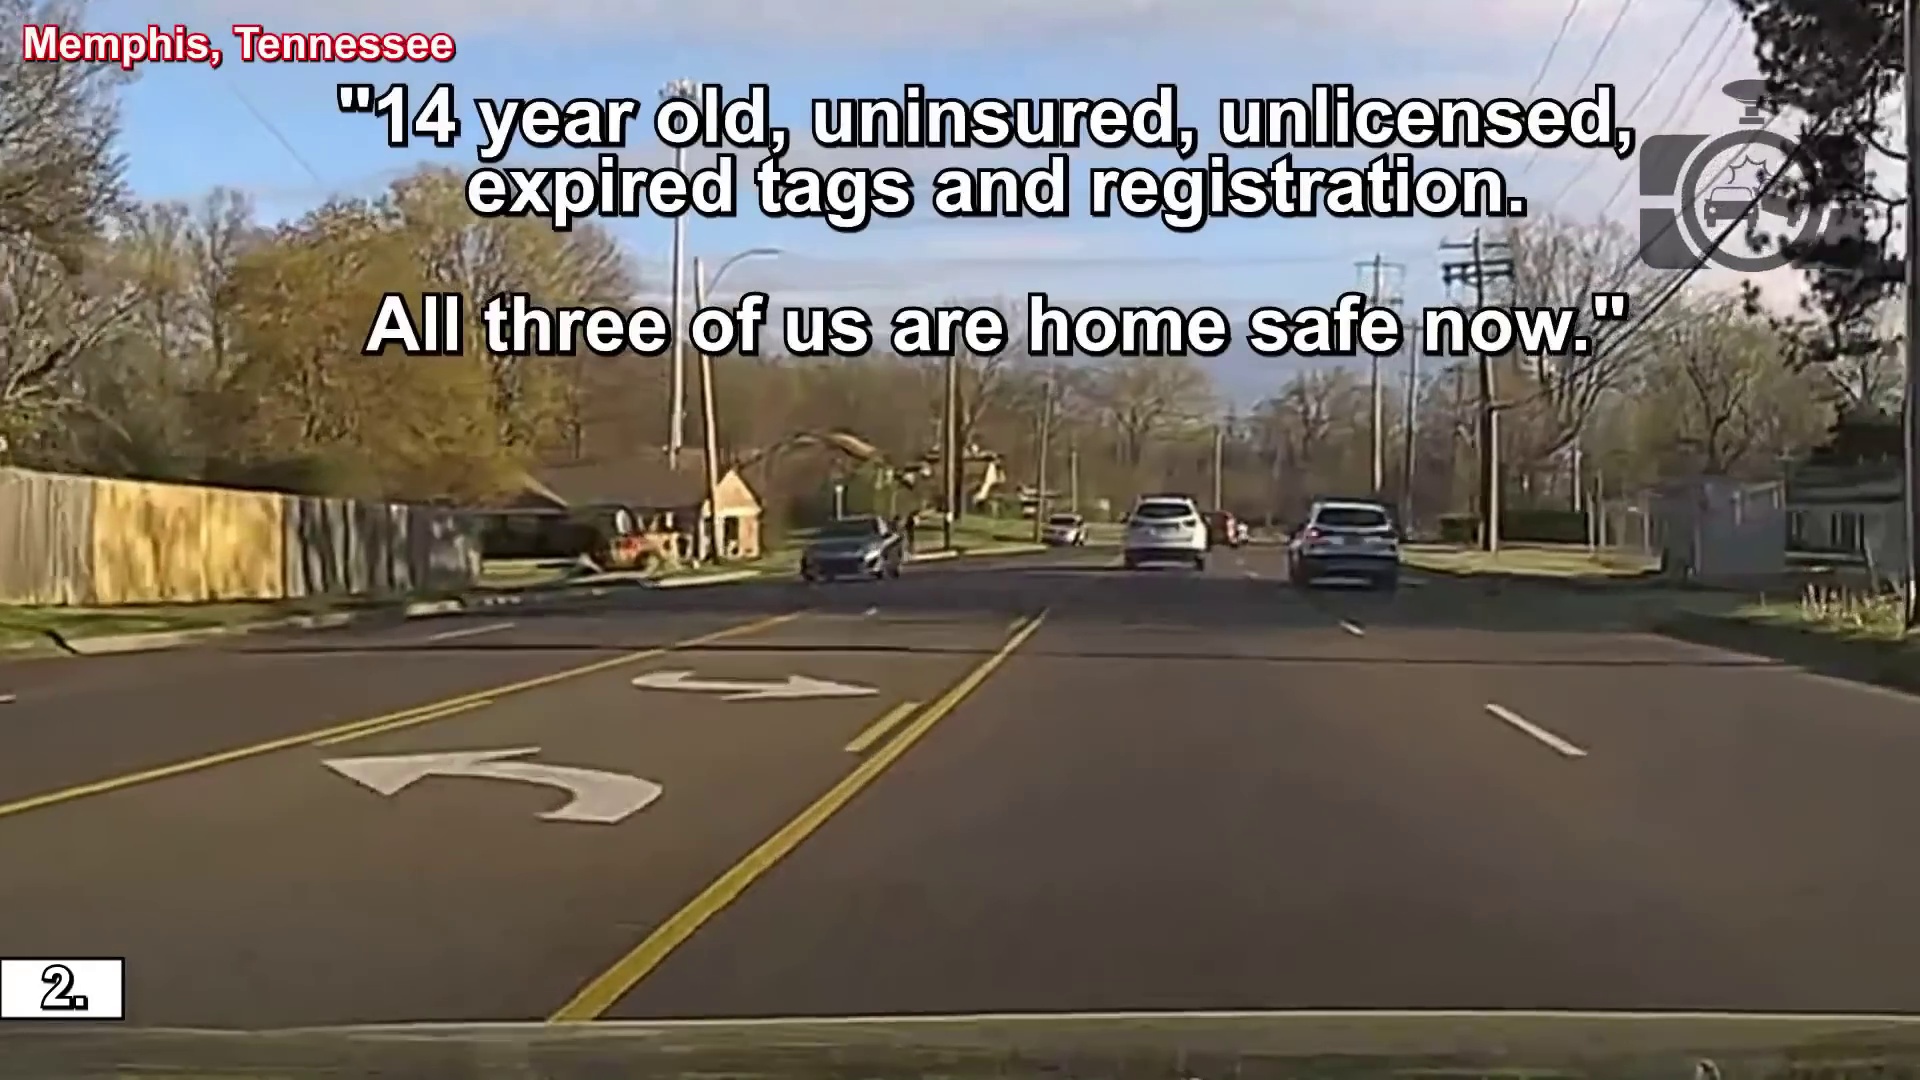 Memphis, Tennessee
"14 year old, uninsured, unlicensed,
expired tags and registration.
All three of us are home safe now."
2.